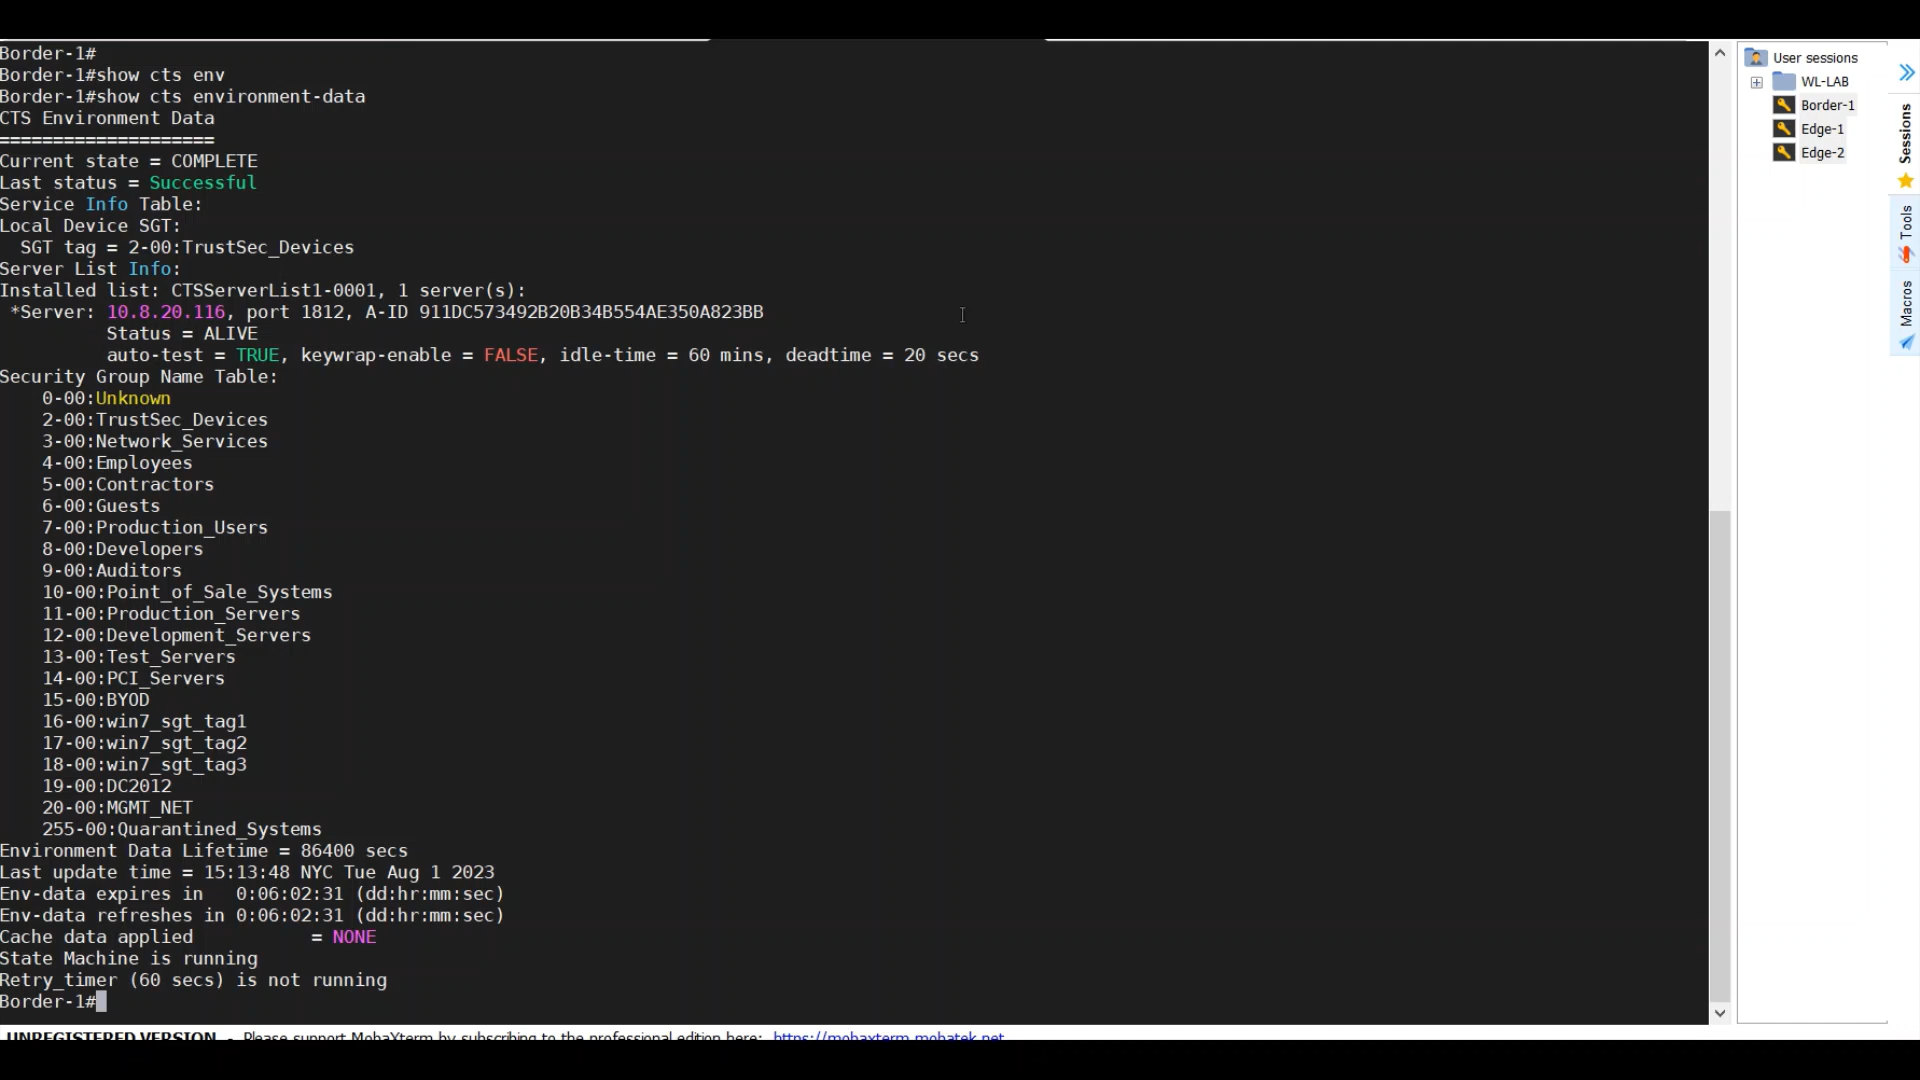 Border-1#
Border-1#show cts env
Border-1#show cts environment-data
CTS Environment Data
====================
Current state = COMPLETE
Last status = Successful
Service Info Table:
Local Device SGT:
  SGT tag = 2-00:TrustSec_Devices
Server List Info:
Installed list: CTSServerList1-0001, 1 server(s):
 *Server: 10.8.20.116, port 1812, A-ID 911DC573492B20B34B554AE350A823BB
          Status = ALIVE
          auto-test = TRUE, keywrap-enable = FALSE, idle-time = 60 mins, deadtime = 20 secs
Security Group Name Table:
    0-00:Unknown
    2-00:TrustSec_Devices
    3-00:Network_Services
    4-00:Employees
    5-00:Contractors
    6-00:Guests
    7-00:Production_Users
    8-00:Developers
    9-00:Auditors
    10-00:Point_of_Sale_Systems
    11-00:Production_Servers
    12-00:Development_Servers
    13-00:Test_Servers
    14-00:PCI_Servers
    15-00:BYOD
    16-00:win7_sgt_tag1
    17-00:win7_sgt_tag2
    18-00:win7_sgt_tag3
    19-00:DC2012
    20-00:MGMT_NET
    255-00:Quarantined_Systems
Environment Data Lifetime = 86400 secs
Last update time = 15:13:48 NYC Tue Aug 1 2023
Env-data expires in   0:06:02:31 (dd:hr:mm:sec)
Env-data refreshes in 0:06:02:31 (dd:hr:mm:sec)
Cache data applied           = NONE
State Machine is running
Retry_timer (60 secs) is not running
Border-1#
UNREGISTERED VERSION - Please support MobaXterm by subscribing to the professional edition here: https://mobaxterm.mobatek.net
User sessions
WL-LAB
Border-1
Edge-1
Edge-2
Sessions
Tools
Macros